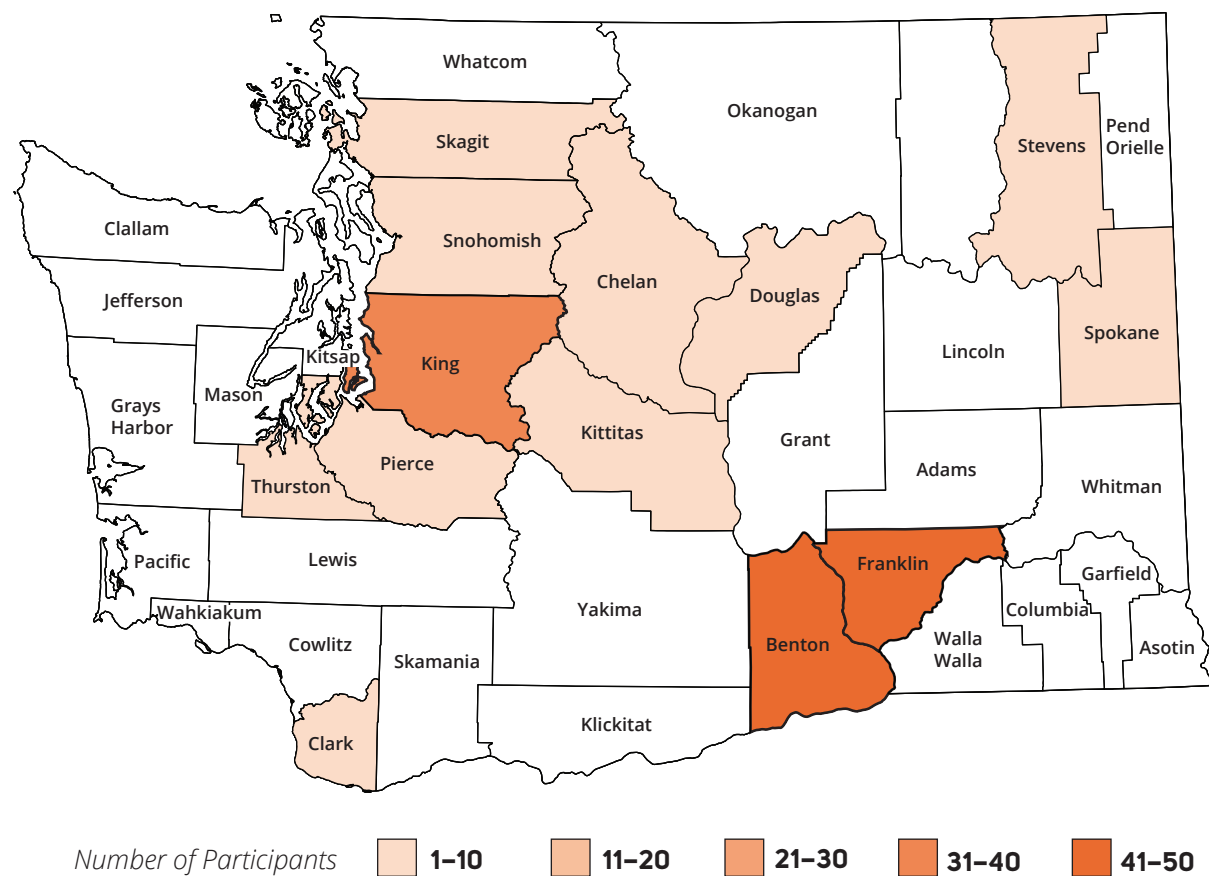 Whatcom
Okanogan
Skagit
Stevens
Pend
Orielle
Clallam
Snohomish
Chelan
Douglas
Jefferson
Spokane
Kitsap
King
Lincoln
Mason
Grays
Harbor
Kittitas
Grant
Pierce
Adams
Thurston
Whitman
Pacific
Lewis
Franklin
Garfield
Wahkiakum
Yakima
Columbia
Cowlitz
Benton
Walla
Walla
Asotin
Skamania
Klickitat
Clark
Number of Participants 1–10 11–20 21–30 31–40 41–50